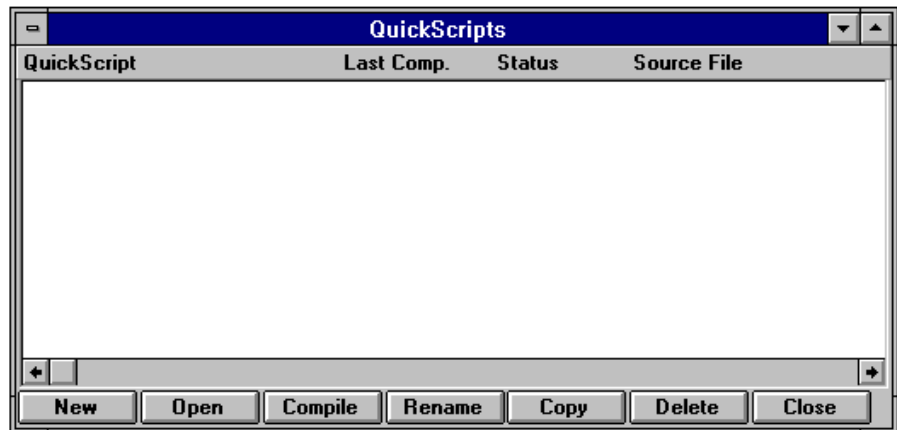 QuickScripts
QuickScript Last Comp. Status Source File
New Open Compile Rename Copy Delete Close